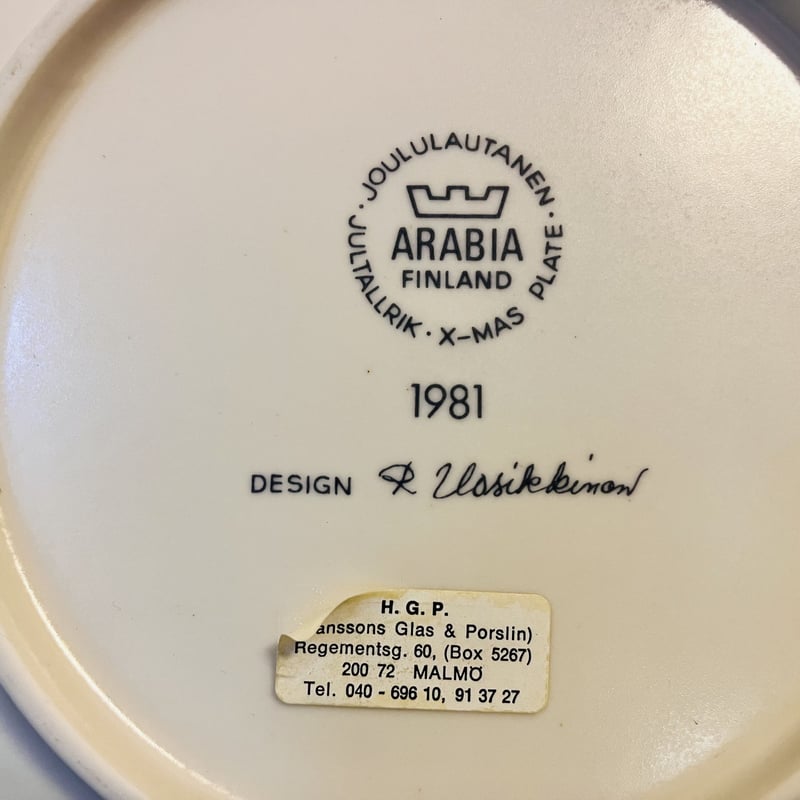 JOULULAUTANEN ·
X-MAS PLATE ·
JULTALLRIK ·
ARABIA
FINLAND
1981
DESIGN R Uosikkinen
H. G. P.
anssons Glas & Porslin)
Regementsg. 60, (Box 5267)
200 72 MALMÖ
Tel. 040 - 696 10, 91 37 27